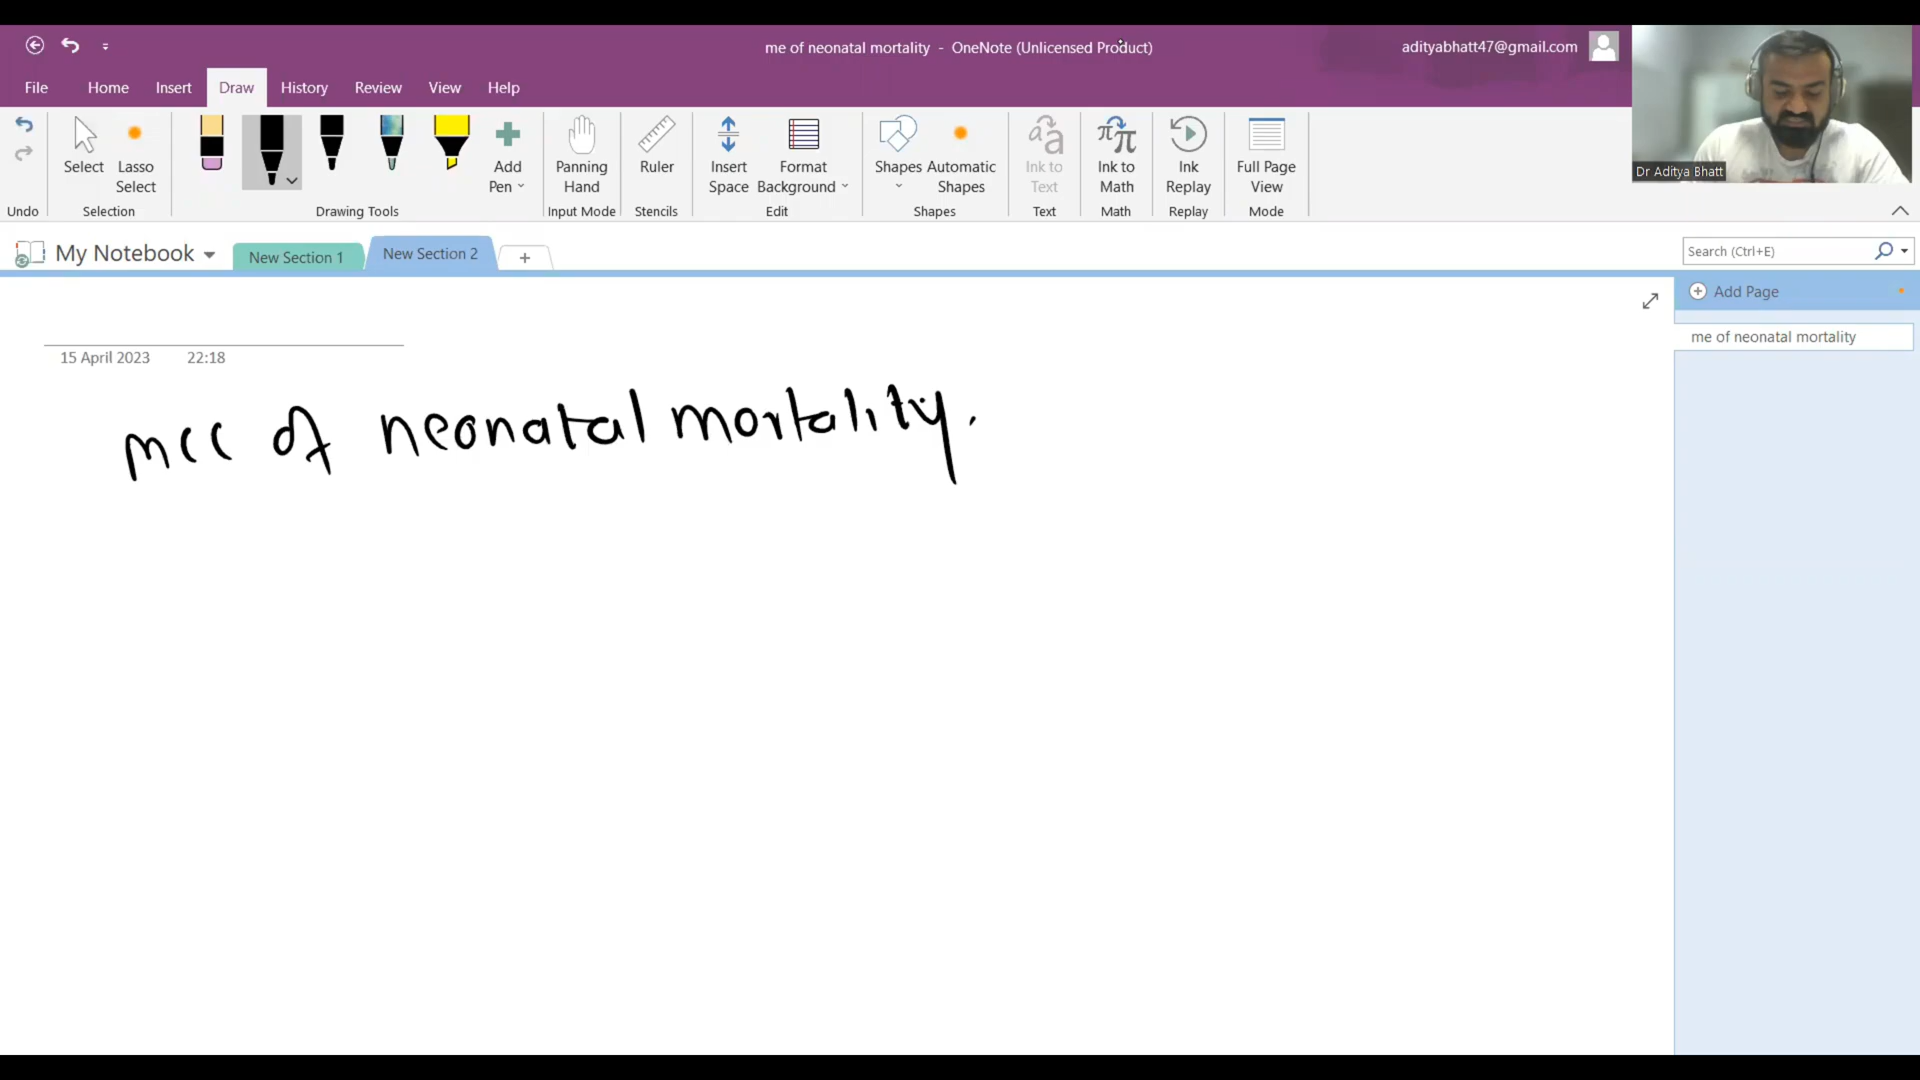 me of neonatal mortality - OneNote (Unlicensed Product)
adityabhatt47@gmail.com
File Home Insert Draw History Review View Help
Select
Lasso Select
Add Pen
Panning Hand
Ruler
Insert Space
Format Background
Shapes
Automatic Shapes
Ink to Text
Ink to Math
Ink Replay
Full Page View
Dr Aditya Bhatt
Undo Selection Drawing Tools Input Mode Stencils Edit Shapes Text Math Replay Mode
My Notebook New Section 1 New Section 2
Search (Ctrl+E)
Add Page
me of neonatal mortality
15 April 2023 22:18
mcc of neonatal mortality.